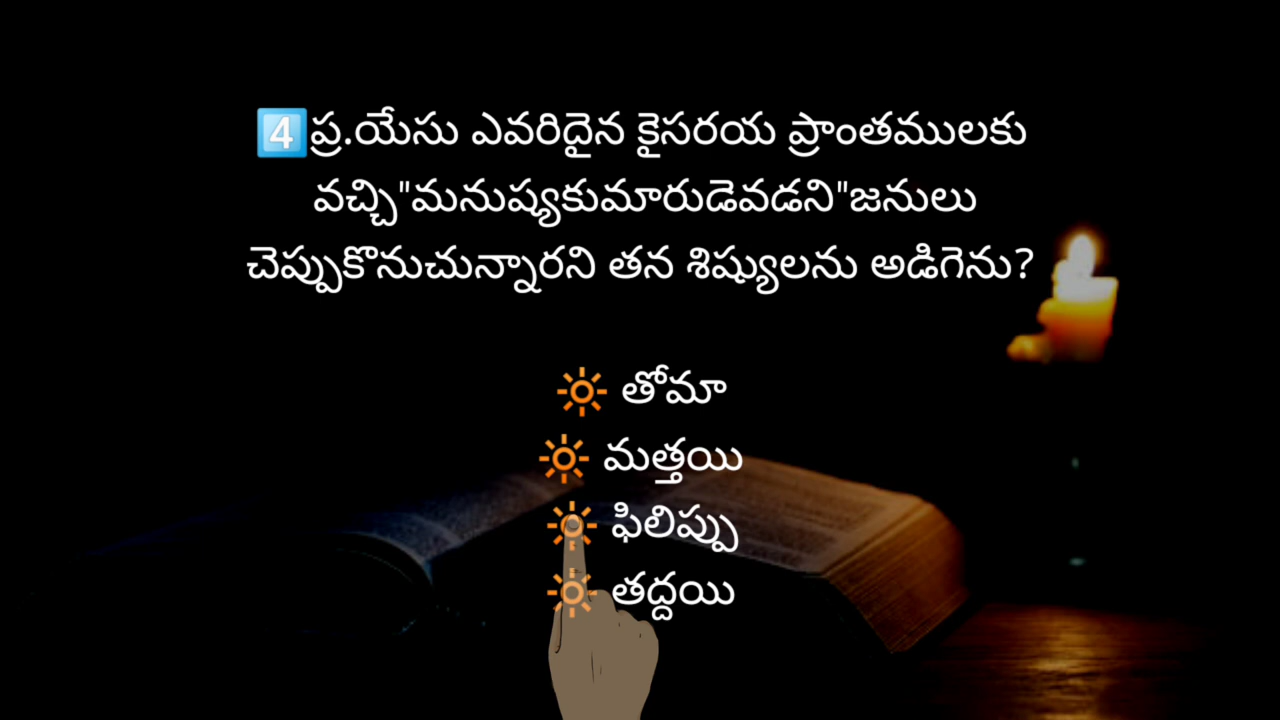 4️⃣ప్ర.యేసు ఎవరిదైన కైసరయ ప్రాంతములకు
వచ్చి"మనుష్యకుమారుడెవడని"జనులు
చెప్పుకొనుచున్నారని తన శిష్యులను అడిగెను?
🔆 తోమా
🔆 మత్తయి
🔆 ఫిలిప్పు
🔆 తద్దయి